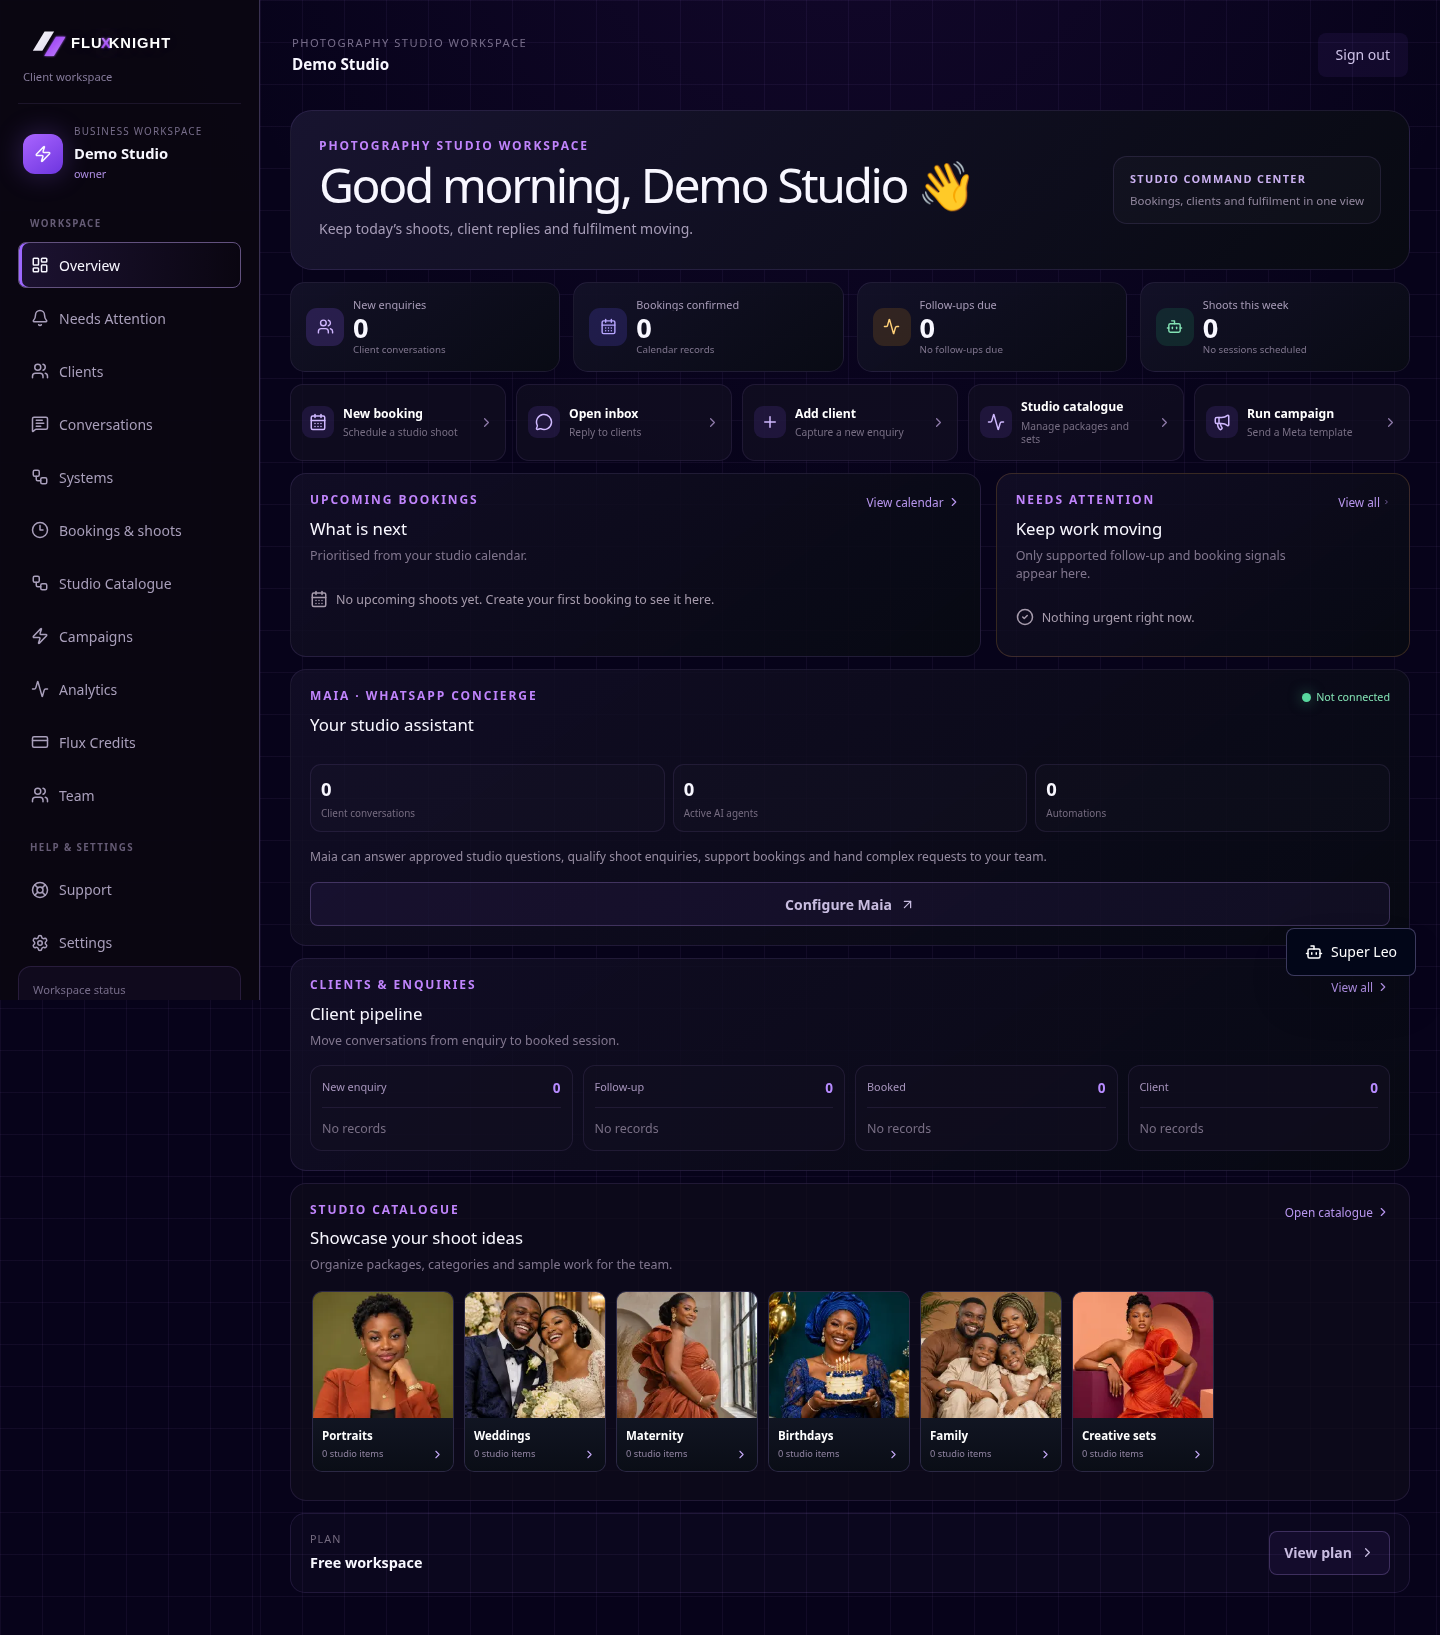 FLUXKNIGHT
Client workspace
BUSINESS WORKSPACE
Demo Studio
owner
WORKSPACE
Overview
Needs Attention
Clients
Conversations
Systems
Bookings & shoots
Studio Catalogue
Campaigns
Analytics
Flux Credits
Team
HELP & SETTINGS
Support
Settings
Workspace status
PHOTOGRAPHY STUDIO WORKSPACE
Demo Studio
Sign out
PHOTOGRAPHY STUDIO WORKSPACE
Good morning, Demo Studio 👋
Keep today’s shoots, client replies and fulfilment moving.
STUDIO COMMAND CENTER
Bookings, clients and fulfilment in one view
New enquiries
0
Client conversations
Bookings confirmed
0
Calendar records
Follow-ups due
0
No follow-ups due
Shoots this week
0
No sessions scheduled
New booking
Schedule a studio shoot
Open inbox
Reply to clients
Add client
Capture a new enquiry
Studio catalogue
Manage packages and
sets
Run campaign
Send a Meta template
UPCOMING BOOKINGS
View calendar
What is next
Prioritised from your studio calendar.
No upcoming shoots yet. Create your first booking to see it here.
NEEDS ATTENTION
View all
Keep work moving
Only supported follow-up and booking signals
appear here.
Nothing urgent right now.
MAIA · WHATSAPP CONCIERGE
Not connected
Your studio assistant
0
Client conversations
0
Active AI agents
0
Automations
Maia can answer approved studio questions, qualify shoot enquiries, support bookings and hand complex requests to your team.
Configure Maia
Super Leo
CLIENTS & ENQUIRIES
View all
Client pipeline
Move conversations from enquiry to booked session.
New enquiry 0
No records
Follow-up 0
No records
Booked 0
No records
Client 0
No records
STUDIO CATALOGUE
Open catalogue
Showcase your shoot ideas
Organize packages, categories and sample work for the team.
Portraits
0 studio items
Weddings
0 studio items
Maternity
0 studio items
Birthdays
0 studio items
Family
0 studio items
Creative sets
0 studio items
PLAN
Free workspace
View plan